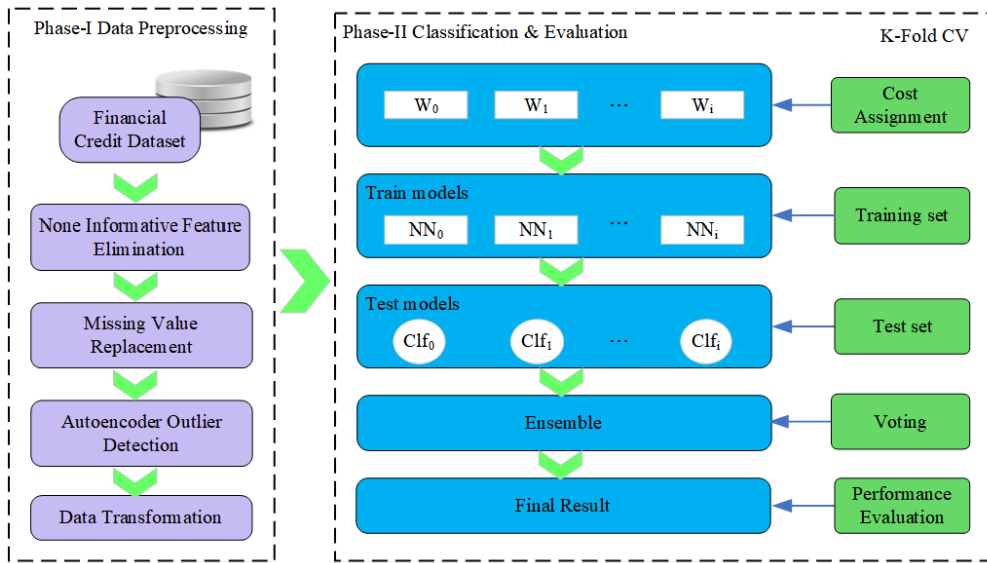 Phase-I Data Preprocessing
Financial
Credit Dataset
None Informative Feature
Elimination
Missing Value
Replacement
Autoencoder Outlier
Detection
Data Transformation
Phase-II Classification & Evaluation
K-Fold CV
W₀ W₁ ... Wᵢ
Cost
Assignment
Train models
NN₀ NN₁ ... NNᵢ
Training set
Test models
Clf₀ Clf₁ ... Clfᵢ
Test set
Ensemble
Voting
Final Result
Performance
Evaluation